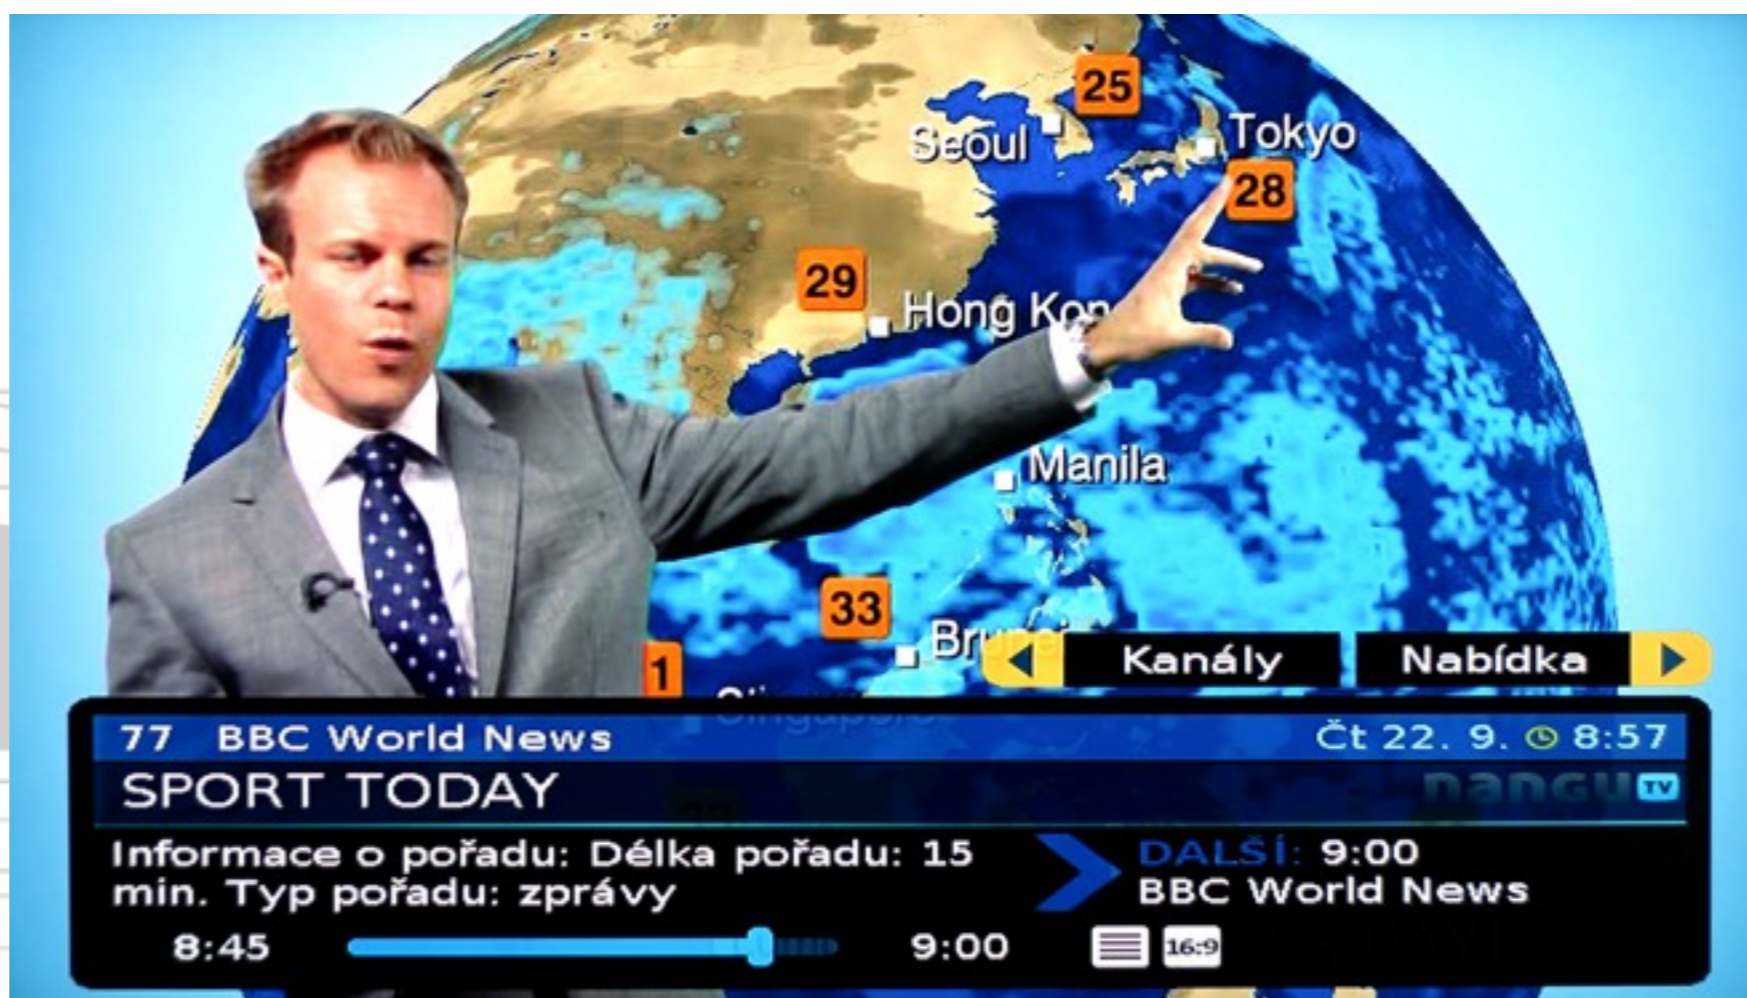 25
Seoul
Tokyo
28
29
Hong Kon
Manila
33
Brunei
1
Singapore
Kanály
Nabídka
77 BBC World News
Čt 22. 9. 8:57
SPORT TODAY
nangu TV
Informace o pořadu: Délka pořadu: 15
min. Typ pořadu: zprávy
DALŠÍ: 9:00
BBC World News
8:45
9:00
16:9